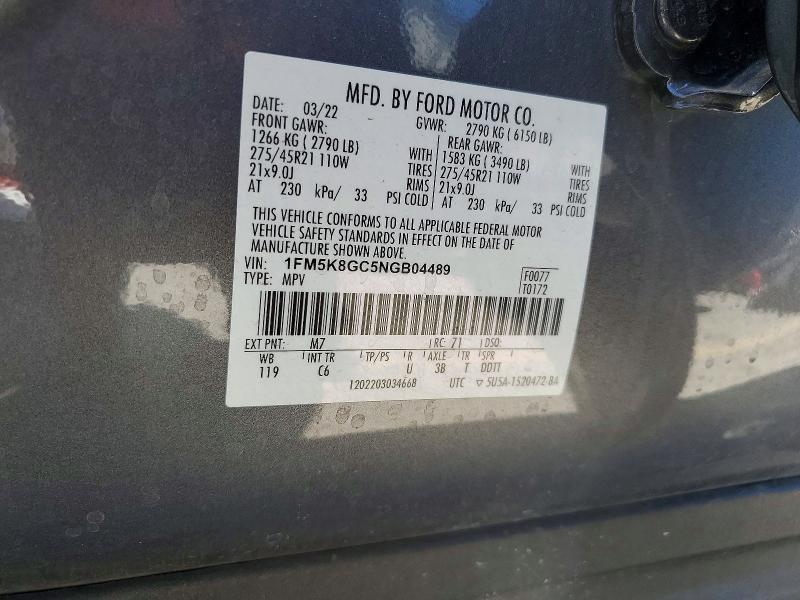 MFD. BY FORD MOTOR CO.
DATE: 03/22 GVWR: 2790 KG ( 6150 LB)
FRONT GAWR: REAR GAWR:
1266 KG ( 2790 LB) WITH 1583 KG ( 3490 LB) WITH
275/45R21 110W TIRES 275/45R21 110W TIRES
21x9.0J RIMS 21x9.0J RIMS
AT 230 kPa/ 33 PSI COLD AT 230 kPa/ 33 PSI COLD
THIS VEHICLE CONFORMS TO ALL APPLICABLE FEDERAL MOTOR
VEHICLE SAFETY STANDARDS IN EFFECT ON THE DATE OF
MANUFACTURE SHOWN ABOVE.
VIN: 1FM5K8GC5NGB04489 F0077
TYPE: MPV T0172
EXT PNT: M7 RC: 71 DSO:
WB INT TR TP/PS R AXLE TR SPR
119 C6 U 3B T DDTT
1202203034668 UTC ▽ 5U5A-1520472-BA